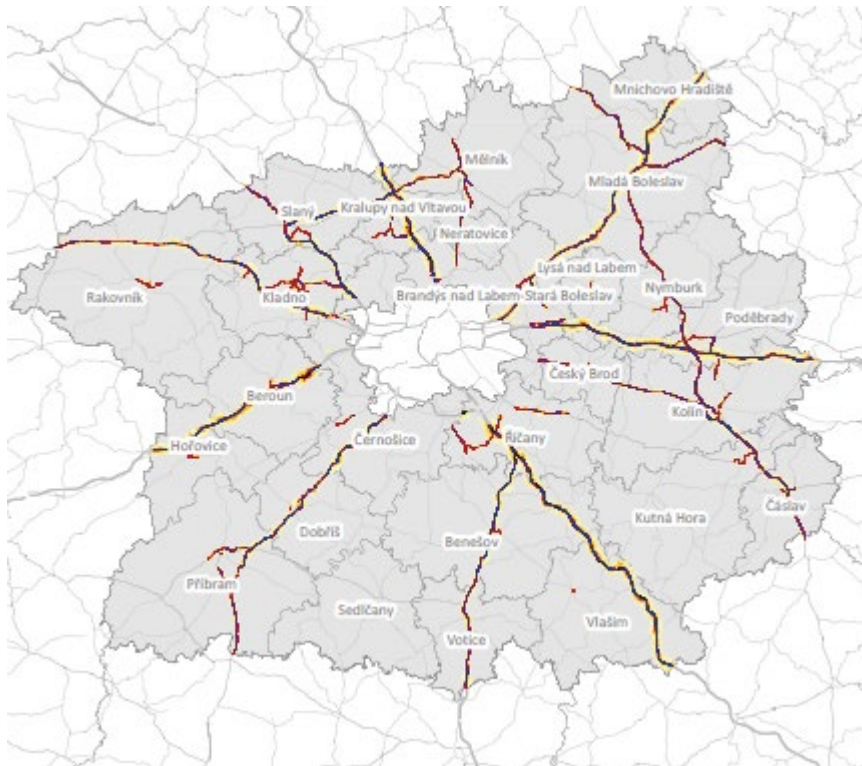 Mnichovo Hradiště
Mělník
Mladá Boleslav
Slaný
Kralupy nad Vltavou
Neratovice
Lysá nad Labem
Rakovník
Kladno
Brandýs nad Labem-Stará Boleslav
Nymburk
Poděbrady
Český Brod
Beroun
Kolín
Hořovice
Černošice
Říčany
Kutná Hora
Čáslav
Dobříš
Benešov
Příbram
Sedlčany
Vlašim
Votice